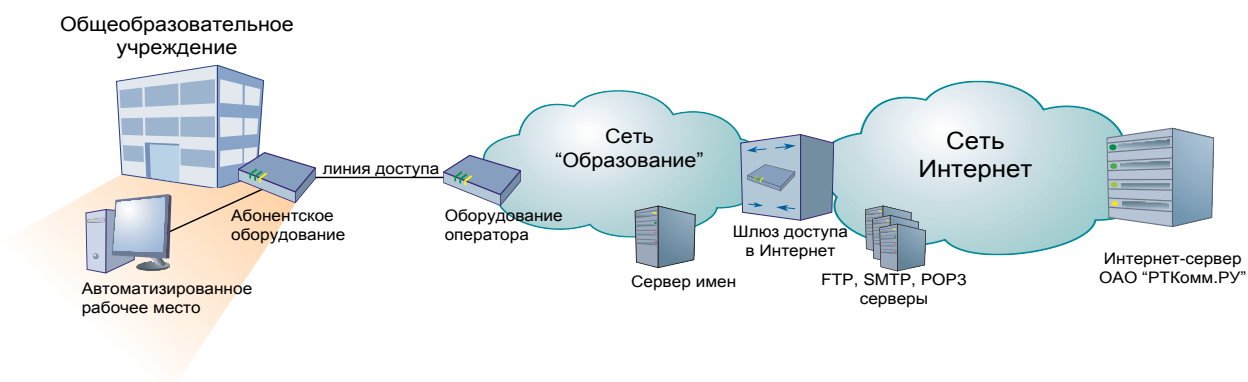 Общеобразовательное
учреждение
Сеть
“Образование”
Сеть
Интернет
линия доступа
Абонентское
оборудование
Оборудование
оператора
Шлюз доступа
в Интернет
Сервер имен
FTP, SMTP, POP3
серверы
Интернет-сервер
ОАО “РТКомм.РУ”
Автоматизированное
рабочее место